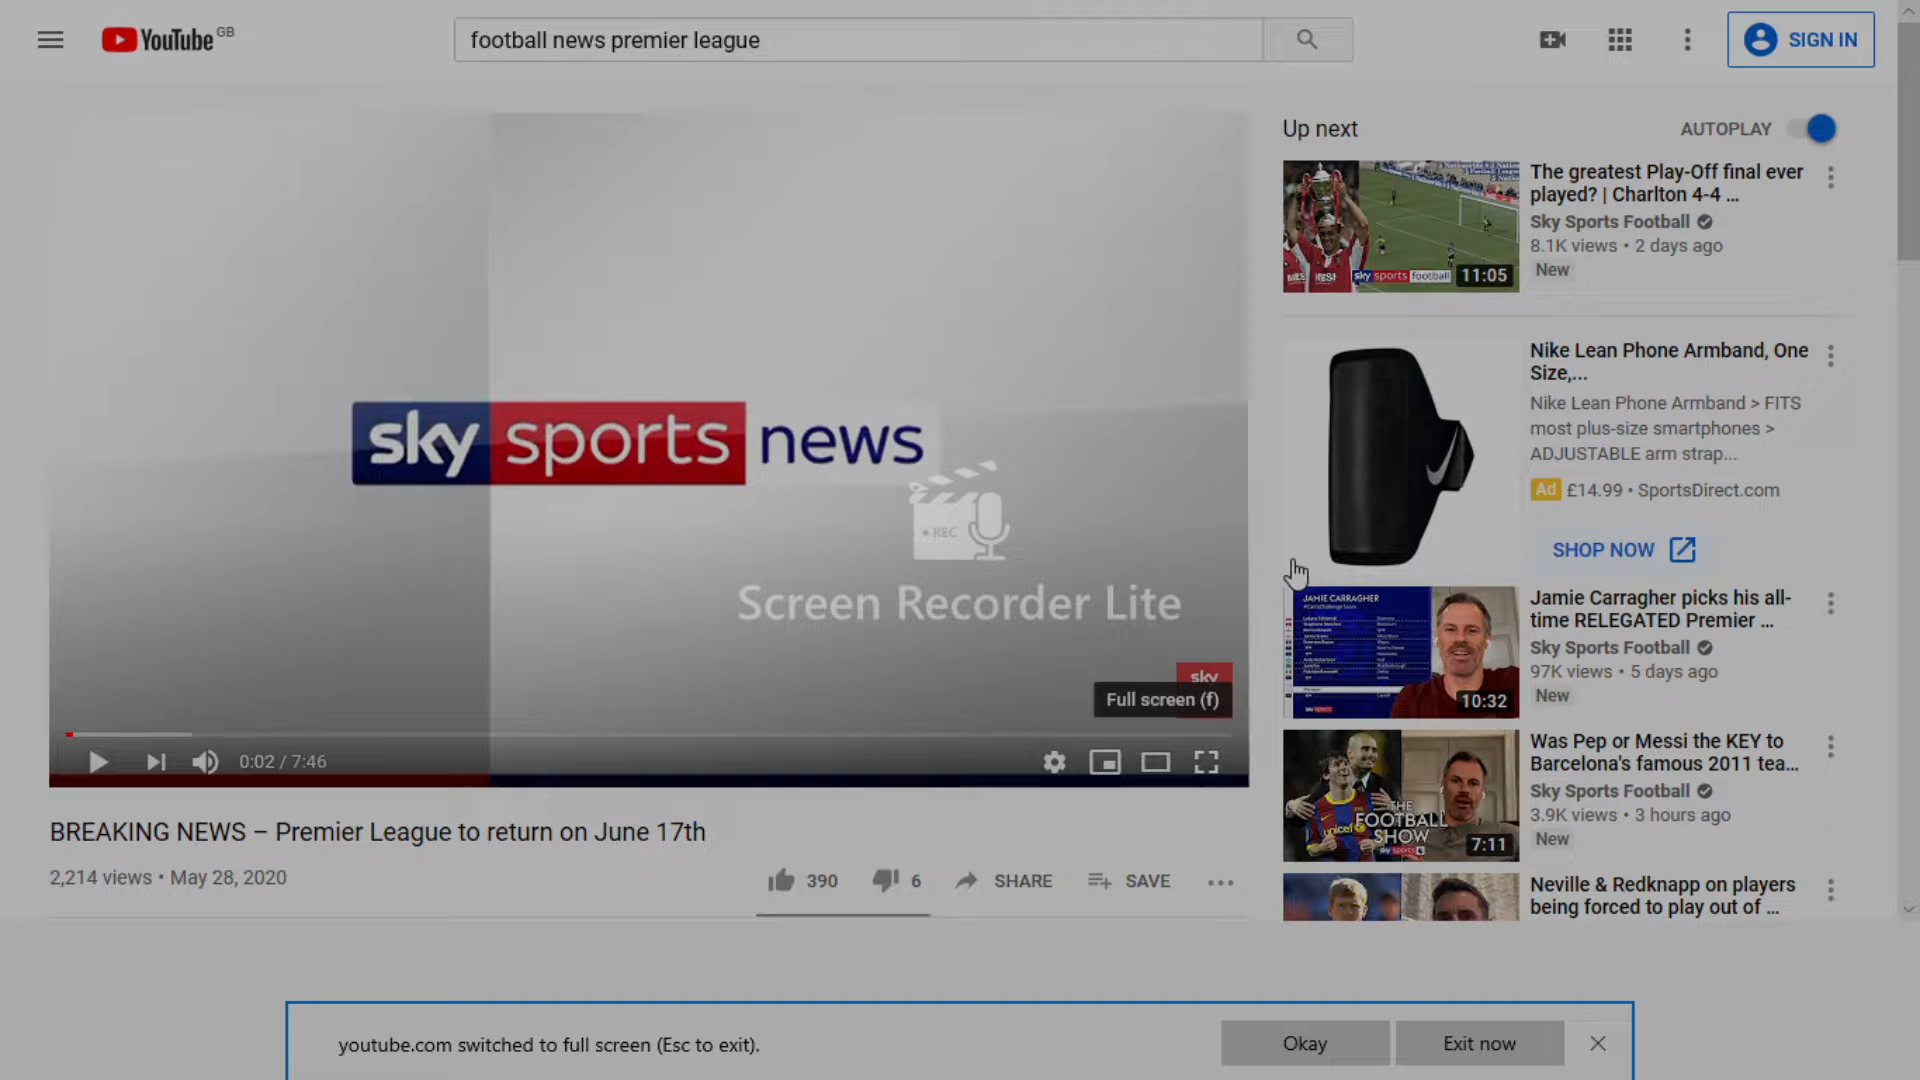 YouTube GB
football news premier league
SIGN IN
sky sports news
REC
Screen Recorder Lite
sky
Full screen (f)
0:02 / 7:46
BREAKING NEWS – Premier League to return on June 17th
2,214 views • May 28, 2020
390
6
SHARE
SAVE
Up next
AUTOPLAY
sky sports football
11:05
The greatest Play-Off final ever
played? | Charlton 4-4 ...
Sky Sports Football
8.1K views • 2 days ago
New
Nike Lean Phone Armband, One
Size,...
Nike Lean Phone Armband > FITS
most plus-size smartphones >
ADJUSTABLE arm strap...
Ad £14.99 • SportsDirect.com
SHOP NOW
JAMIE CARRAGHER
10:32
Jamie Carragher picks his all-
time RELEGATED Premier ...
Sky Sports Football
97K views • 5 days ago
New
unicef
THE
FOOTBALL
SHOW
sky sports
7:11
Was Pep or Messi the KEY to
Barcelona's famous 2011 tea...
Sky Sports Football
3.9K views • 3 hours ago
New
Neville & Redknapp on players
being forced to play out of ...
youtube.com switched to full screen (Esc to exit).
Okay
Exit now